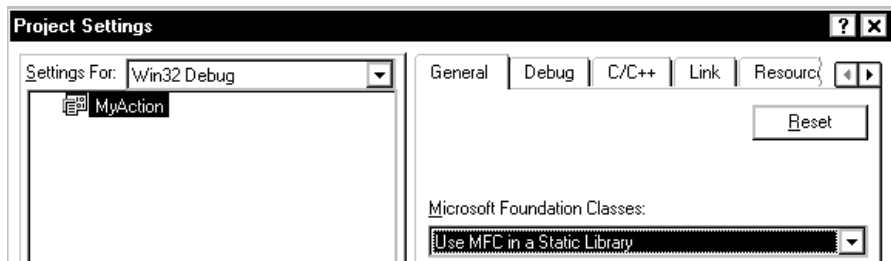 Project Settings
Settings For: Win32 Debug
MyAction
General Debug C/C++ Link
Reset
Microsoft Foundation Classes:
Use MFC in a Static Library